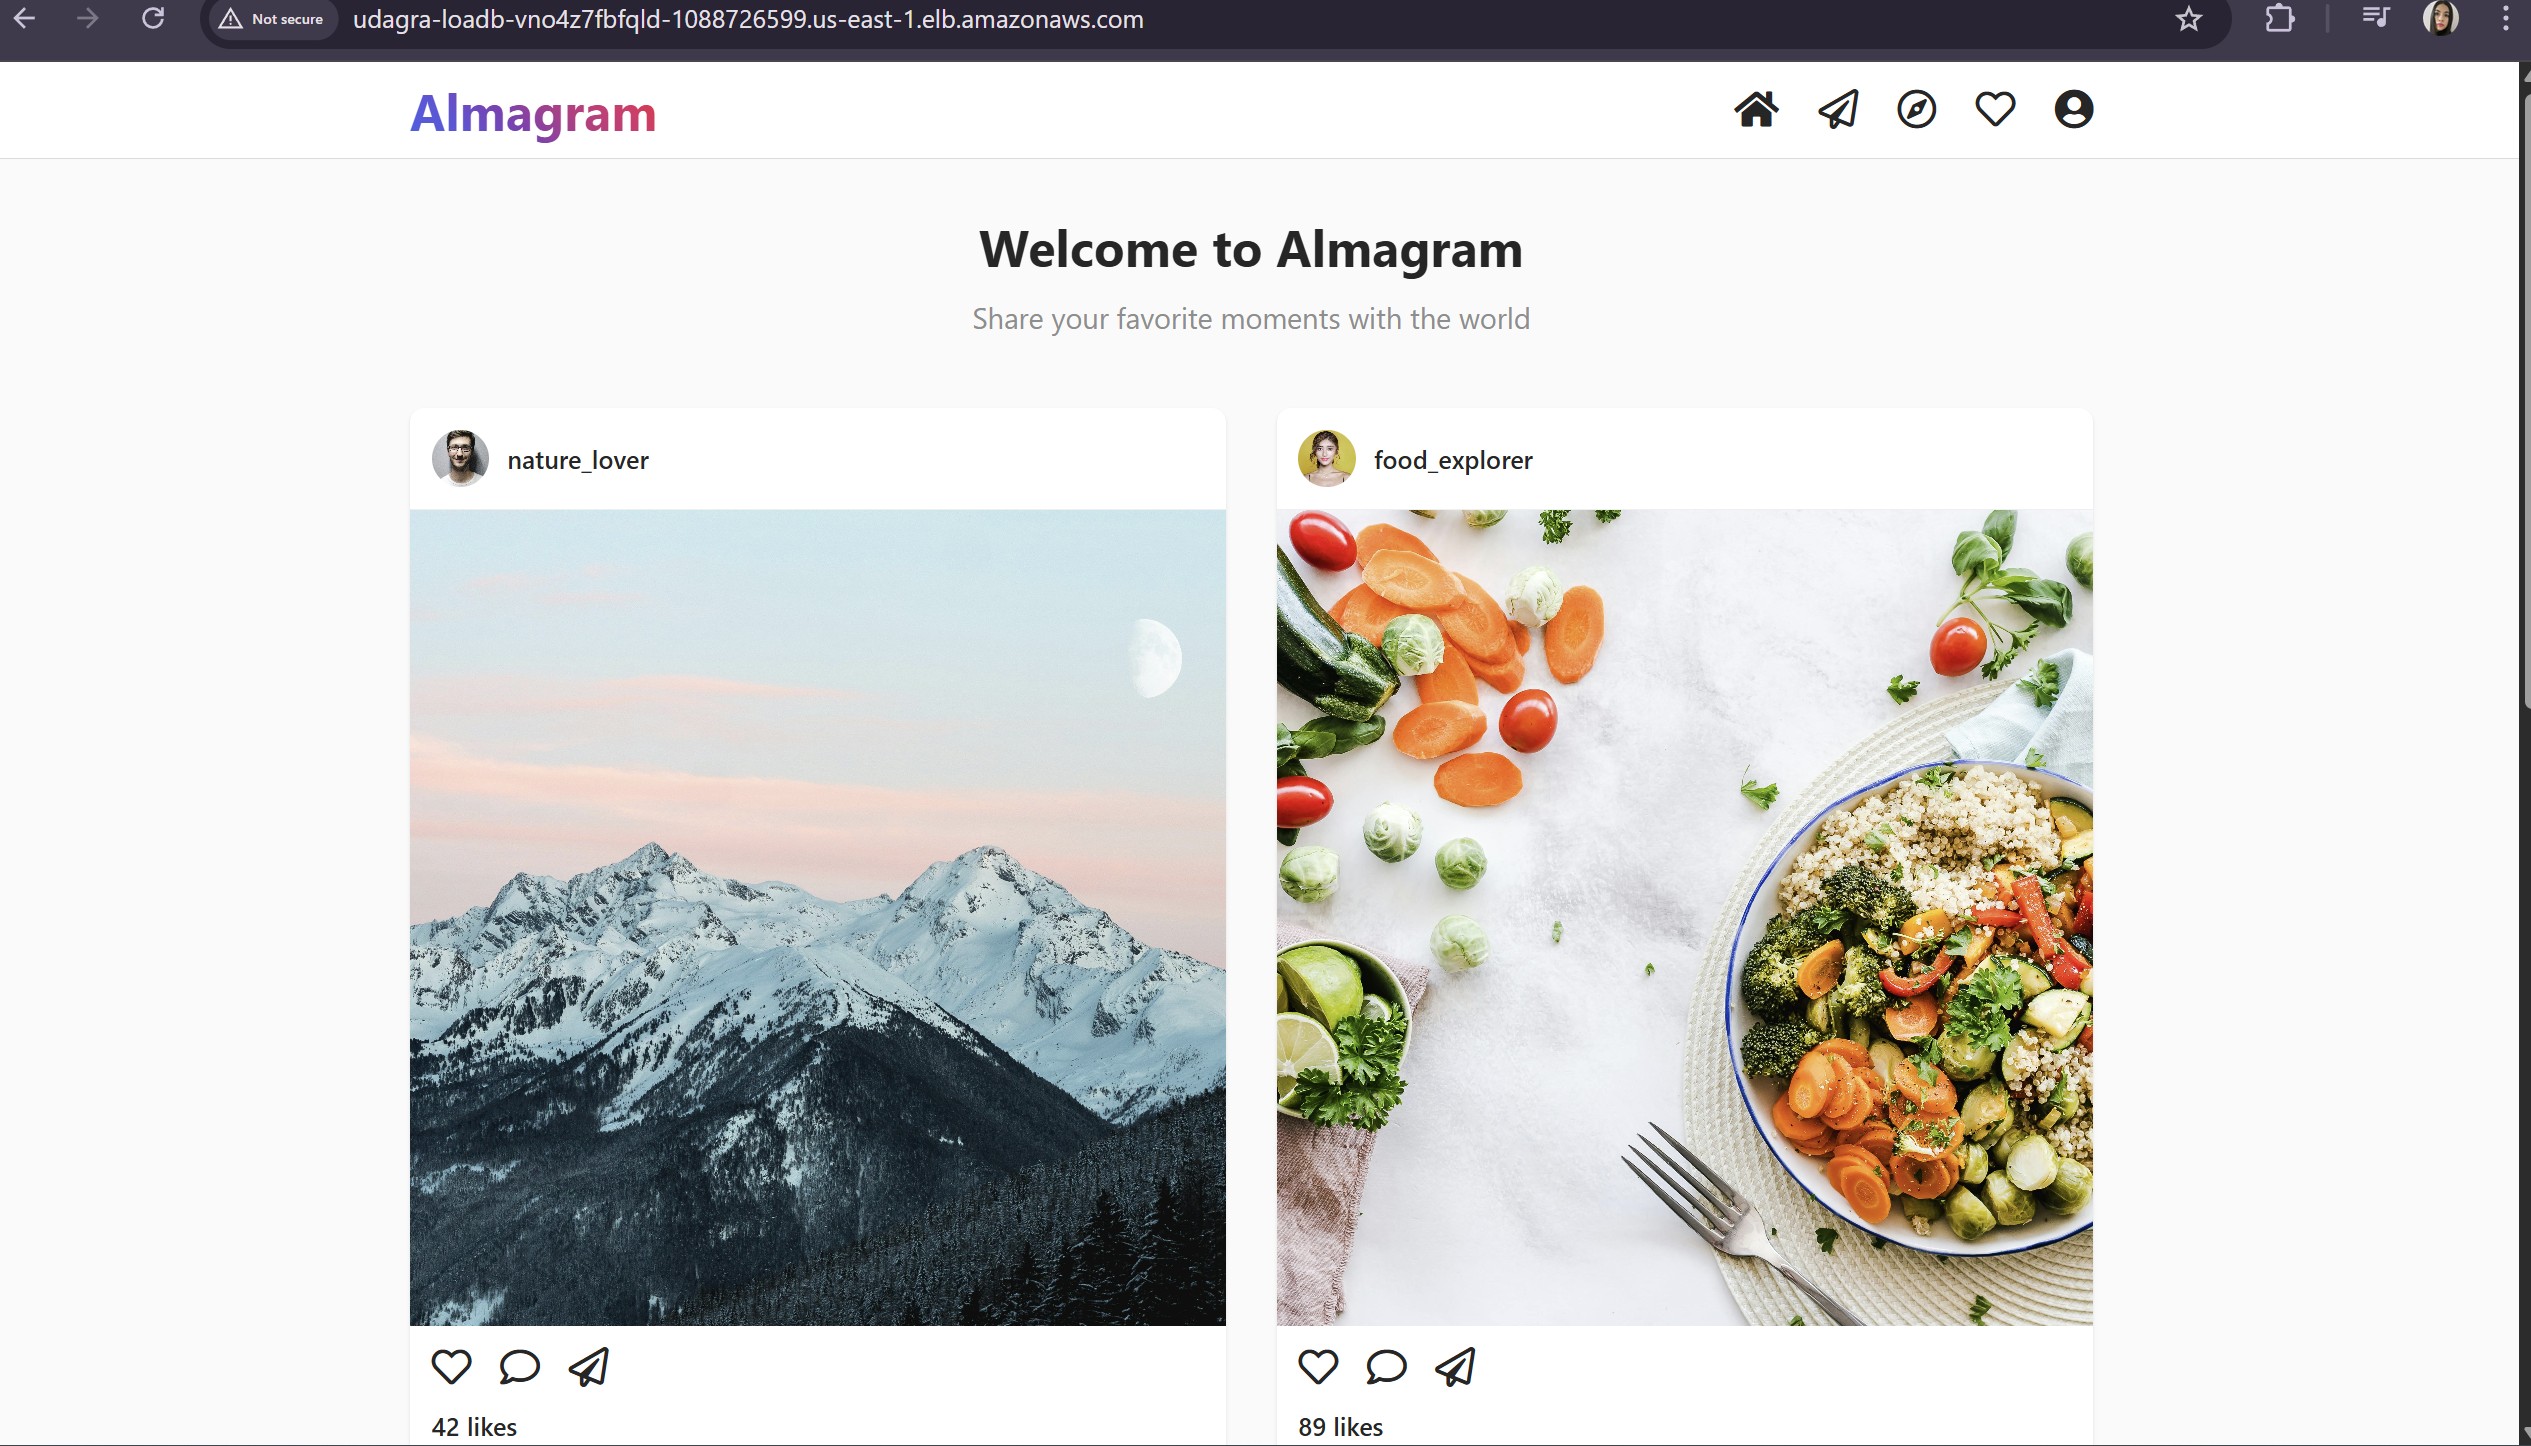 Not secure
udagra-loadb-vno4z7fbfqld-1088726599.us-east-1.elb.amazonaws.com
Almagram
Welcome to Almagram
Share your favorite moments with the world
nature_lover
food_explorer
42 likes
89 likes